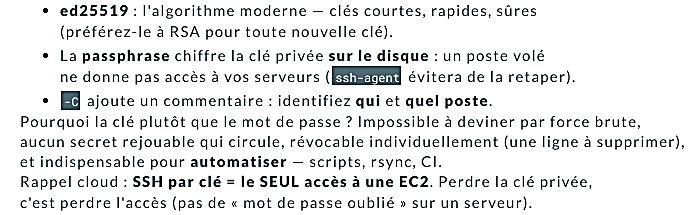 • ed25519 : l'algorithme moderne — clés courtes, rapides, sûres
(préférez-le à RSA pour toute nouvelle clé).
• La passphrase chiffre la clé privée sur le disque : un poste volé
ne donne pas accès à vos serveurs (ssh-agent évitera de la retaper).
• -C ajoute un commentaire : identifiez qui et quel poste.
Pourquoi la clé plutôt que le mot de passe ? Impossible à deviner par force brute,
aucun secret rejouable qui circule, révocable individuellement (une ligne à supprimer),
et indispensable pour automatiser — scripts, rsync, CI.
Rappel cloud : SSH par clé = le SEUL accès à une EC2. Perdre la clé privée,
c'est perdre l'accès (pas de « mot de passe oublié » sur un serveur).